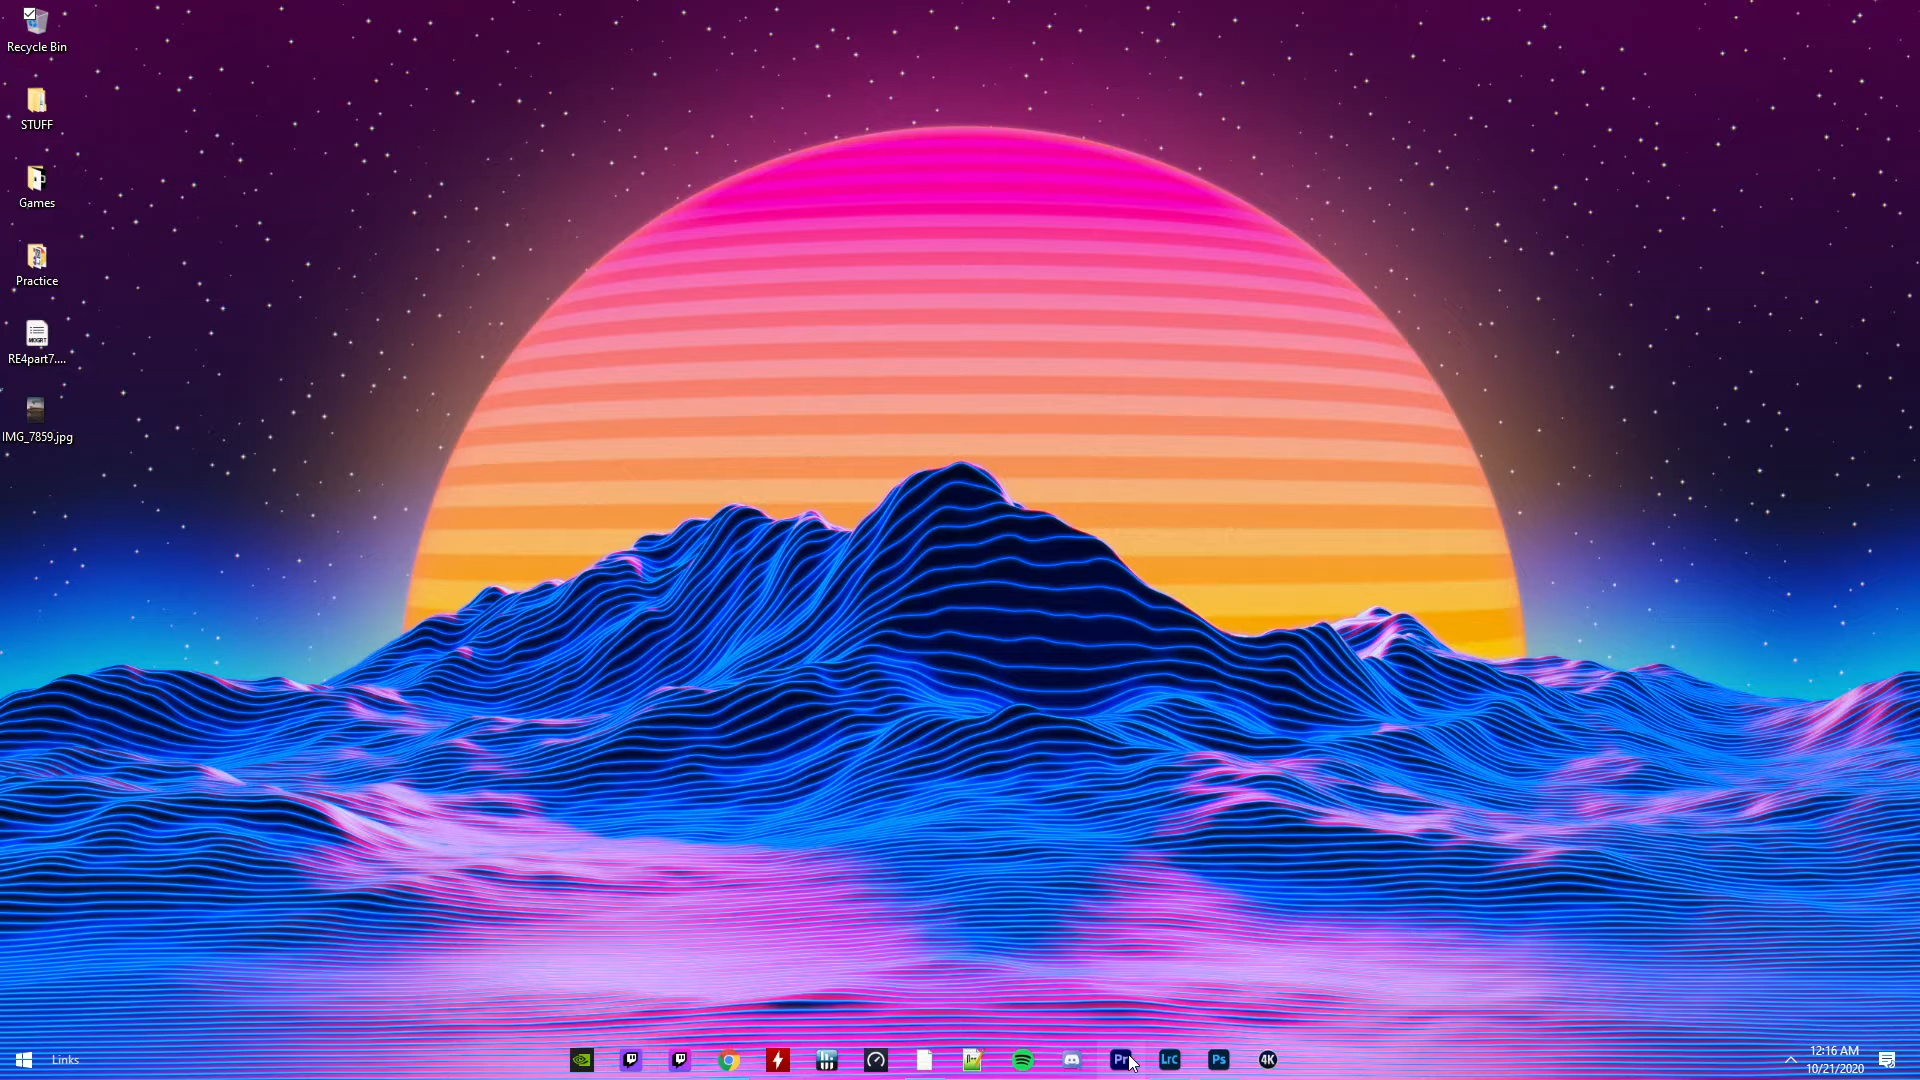 Recycle Bin
STUFF
Games
Practice
MOGRT
RE4part7....
IMG_7859.jpg
Links
Pr
LrC
Ps
4K
12:16 AM
10/21/2020